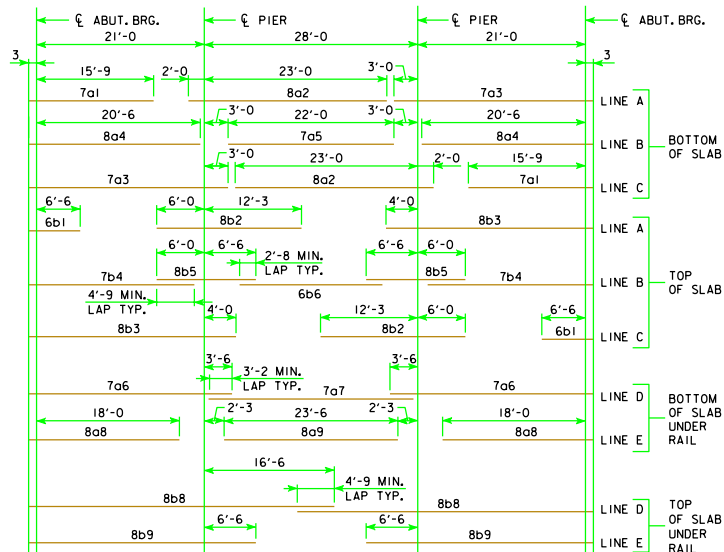 ℄ ABUT. BRG. ℄ PIER ℄ PIER ℄ ABUT. BRG.
21'-0 28'-0 21'-0
3 3
15'-9 2'-0 23'-0 3'-0
7a1 8a2 7a3 LINE A
20'-6 3'-0 22'-0 3'-0 20'-6
8a4 7a5 8a4 LINE B
BOTTOM
OF SLAB
3'-0 23'-0 2'-0 15'-9
7a3 8a2 7a1 LINE C
6'-6 6'-0 12'-3 4'-0
6b1 8b2 8b3 LINE A
6'-0 6'-6 2'-8 MIN.
LAP TYP.
6'-6 6'-0
7b4 8b5 6b6 8b5 7b4 LINE B
TOP
OF SLAB
4'-9 MIN.
LAP TYP.
4'-0 12'-3 6'-0 6'-6
8b3 8b2 6b1 LINE C
3'-6 3'-2 MIN.
LAP TYP.
3'-6
7a6 7a7 7a6 LINE D
18'-0 2'-3 23'-6 2'-3 18'-0
8a8 8a9 8a8 LINE E
BOTTOM
OF SLAB
UNDER
RAIL
16'-6 4'-9 MIN.
LAP TYP.
8b8 8b8 LINE D
6'-6 6'-6
8b9 8b9 LINE E
TOP
OF SLAB
UNDER
RAIL